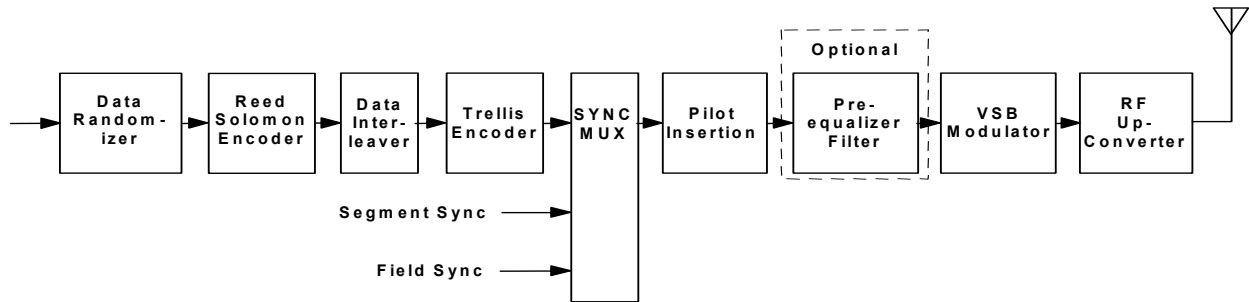 Optional
Data
Random-
izer
Reed
Solomon
Encoder
Data
Inter-
leaver
Trellis
Encoder
SYNC
MUX
Pilot
Insertion
Pre-
equalizer
Filter
VSB
Modulator
RF
Up-
Converter
Segment Sync
Field Sync